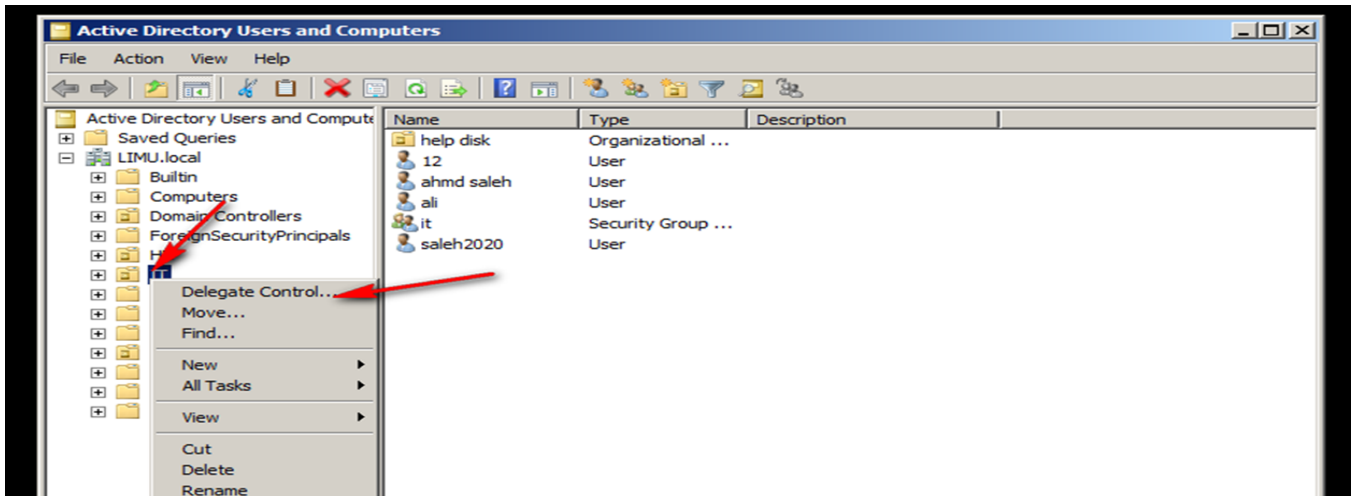 Active Directory Users and Computers
File Action View Help
Active Directory Users and Compute
Saved Queries
LIMU.local
Builtin
Computers
Domain Controllers
ForeignSecurityPrincipals
IT
Delegate Control...
Move...
Find...
New
All Tasks
View
Cut
Delete
Rename
Name Type Description
help disk Organizational ...
12 User
ahmd saleh User
ali User
it Security Group ...
saleh2020 User